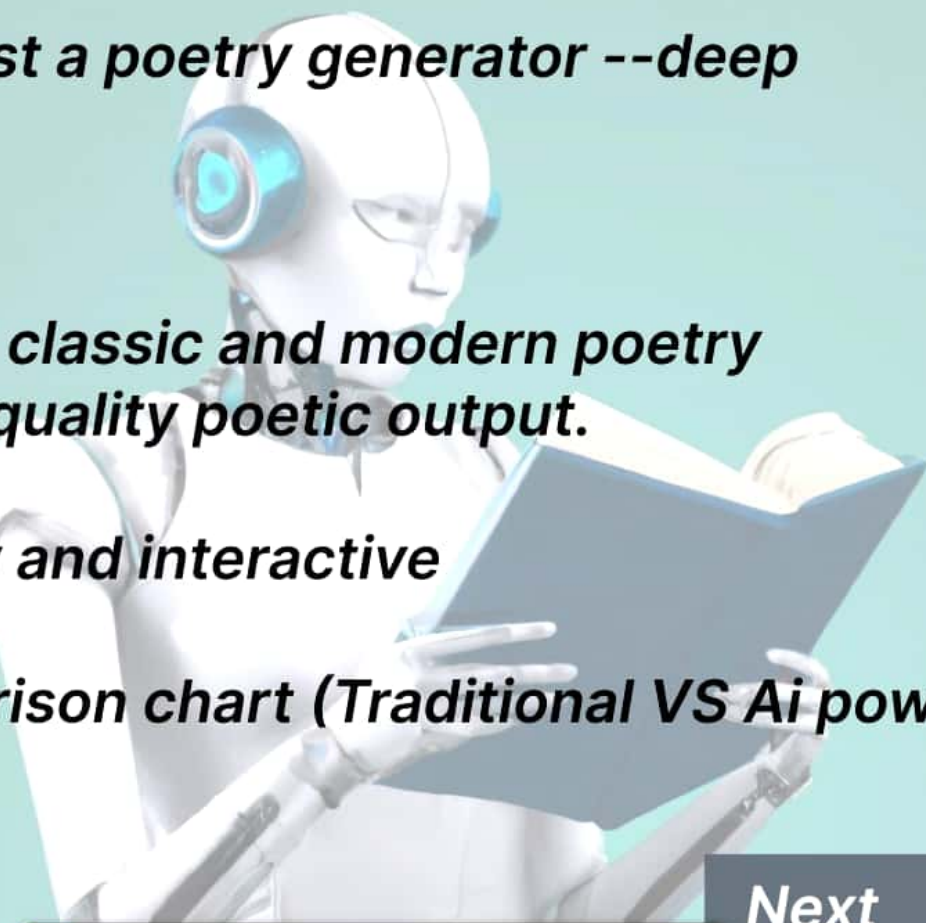 st a poetry generator --deep
classic and modern poetry
quality poetic output.
and interactive
rison chart (Traditional VS Ai pow
Next